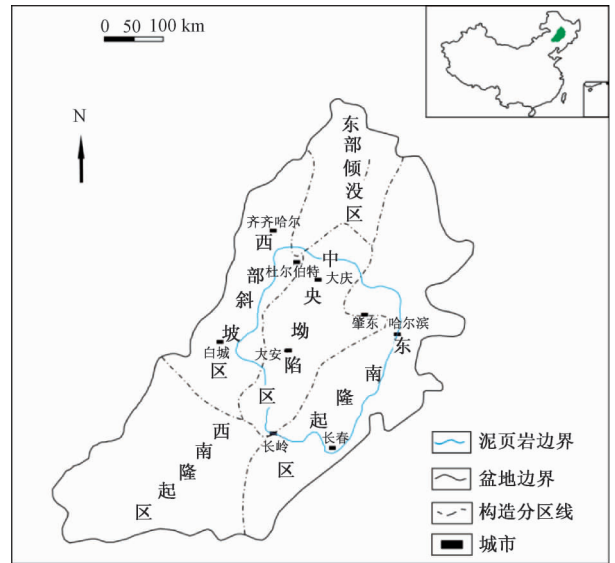 0 50 100 km
N
东部倾没区
齐齐哈尔
西部斜坡区
杜尔伯特
大庆
中央坳陷区
肇东
哈尔滨
白城
大安
东南隆起区
西南隆起区
长岭
长春
泥页岩边界
盆地边界
构造分区线
城市